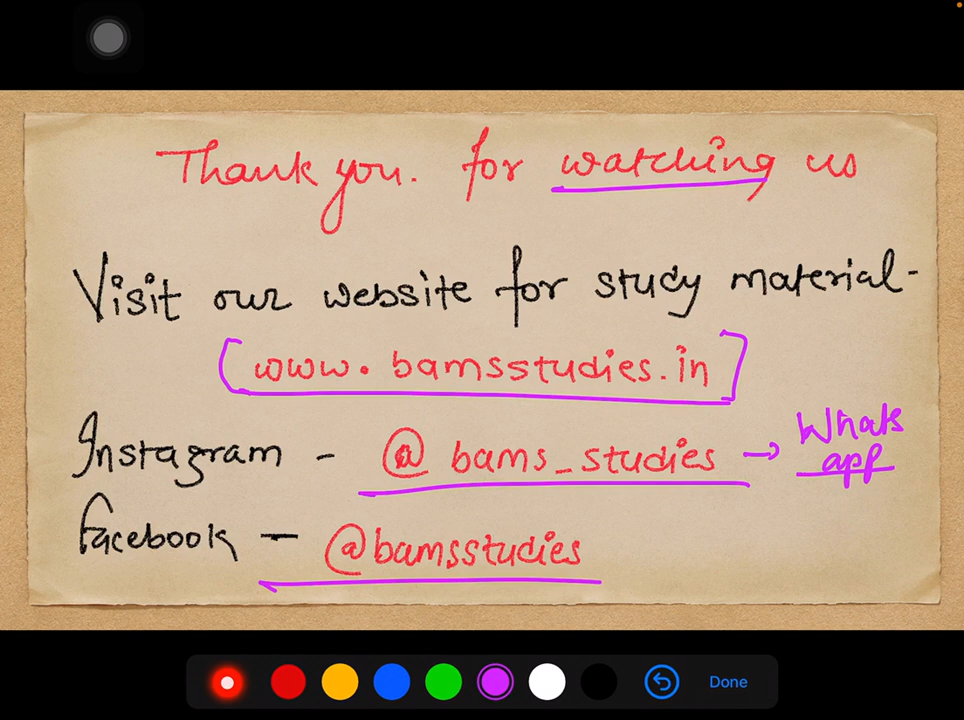 Thank you. for watching us
Visit our website for study material-
[www.bamsstudies.in]
Instagram - @bams_studies → Whats app
Facebook - @bamsstudies
Done